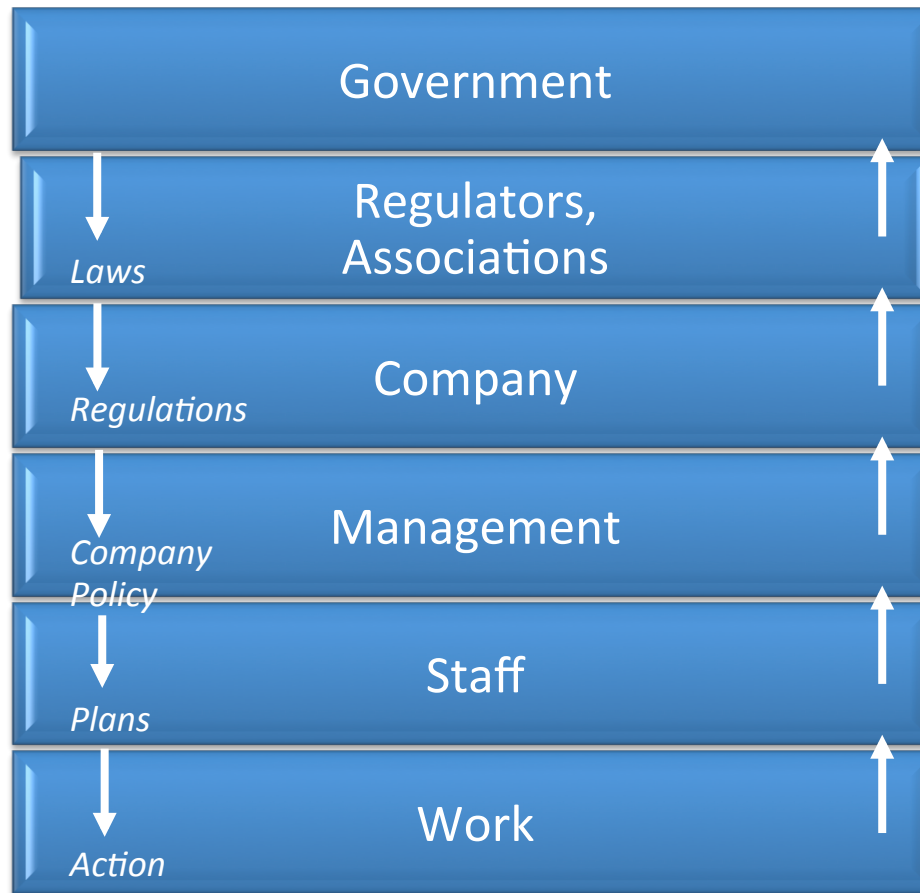 Government
Regulators,
Associations
Laws
Company
Regulations
Management
Company
Policy
Staff
Plans
Work
Action